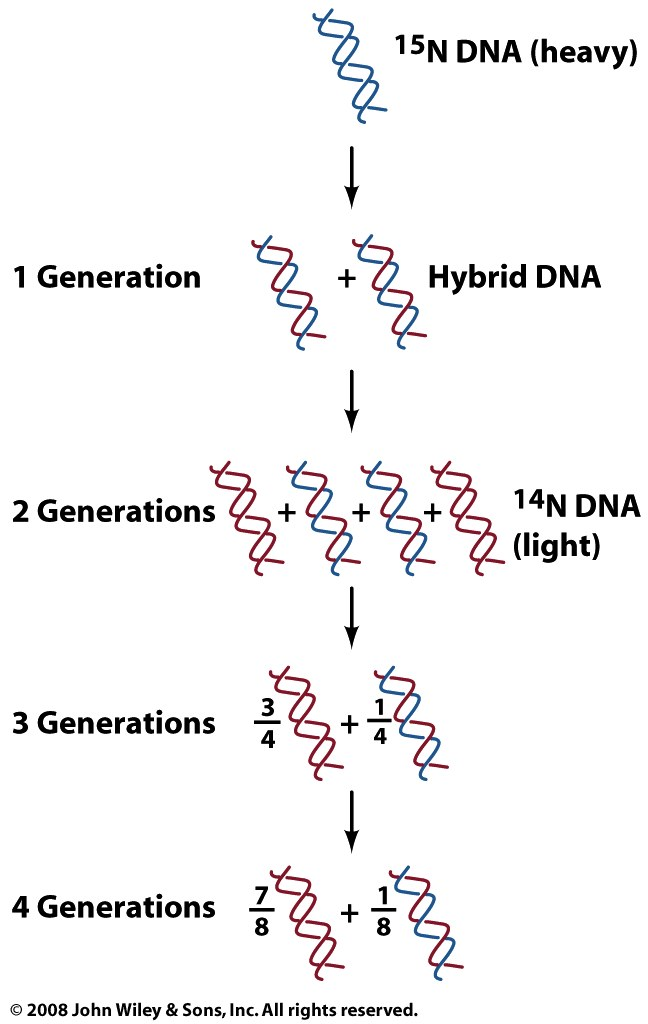 ¹⁵N DNA (heavy)
1 Generation + Hybrid DNA
2 Generations + + + ¹⁴N DNA
(light)
3 Generations 3/4 + 1/4
4 Generations 7/8 + 1/8
© 2008 John Wiley & Sons, Inc. All rights reserved.